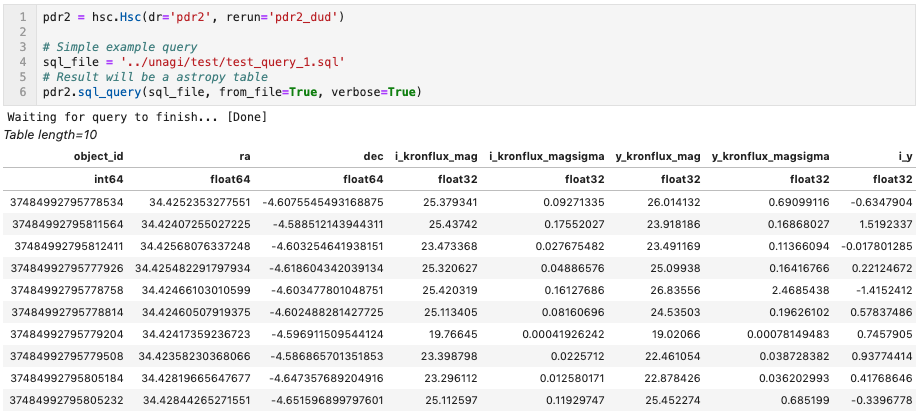 1 pdr2 = hsc.Hsc(dr='pdr2', rerun='pdr2_dud')
2
3 # Simple example query
4 sql_file = '../unagi/test/test_query_1.sql'
5 # Result will be a astropy table
6 pdr2.sql_query(sql_file, from_file=True, verbose=True)
Waiting for query to finish... [Done]
Table length=10
object_id ra dec i_kronflux_mag i_kronflux_magsigma y_kronflux_mag y_kronflux_magsigma i_y
int64 float64 float64 float32 float32 float32 float32 float32
37484992795778534 34.4252353277551 -4.60755445493168875 25.379341 0.09271335 26.014132 0.69099116 -0.6347904
37484992795811564 34.42407255027225 -4.588512143944311 25.43742 0.17552027 23.918186 0.16868027 1.5192337
37484992795812411 34.42568076337248 -4.603254641938151 23.473368 0.027675482 23.491169 0.11366094 -0.017801285
37484992795777926 34.425482291797934 -4.618604342039134 25.320627 0.04886576 25.09938 0.16416766 0.22124672
37484992795778758 34.42466103010599 -4.603477801048751 25.420319 0.16127686 26.83556 2.4685438 -1.4152412
37484992795778814 34.42460507919375 -4.602488281427725 25.113405 0.08160696 24.53503 0.19626102 0.57837486
37484992795779204 34.42417359236723 -4.596911509544124 19.76645 0.00041926242 19.02066 0.00078149483 0.7457905
37484992795779508 34.42358230368066 -4.586865701351853 23.398798 0.0225712 22.461054 0.038728382 0.93774414
37484992795805184 34.42819665647677 -4.647357689204916 23.296112 0.012580171 22.878426 0.036202993 0.41768646
37484992795805232 34.42844265271551 -4.651596899797601 25.112597 0.11929747 25.452274 0.685199 -0.3396778